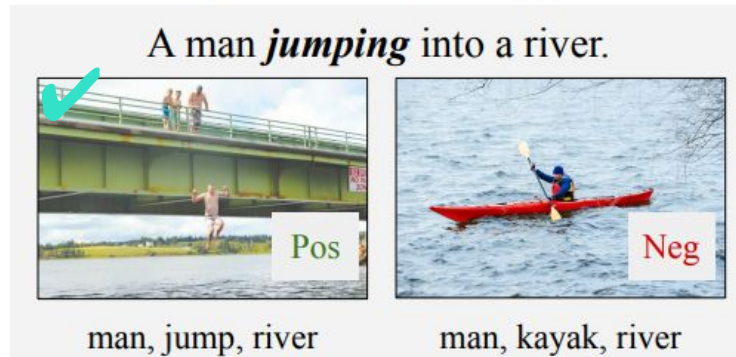 A man jumping into a river.
Pos
Neg
man, jump, river
man, kayak, river